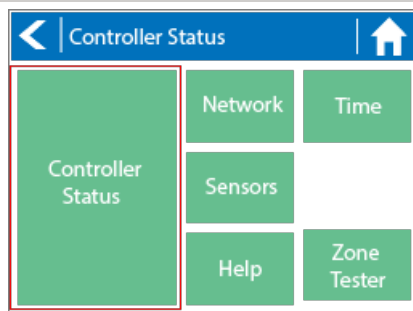 Controller Status
Controller
Status
Network
Time
Sensors
Help
Zone
Tester